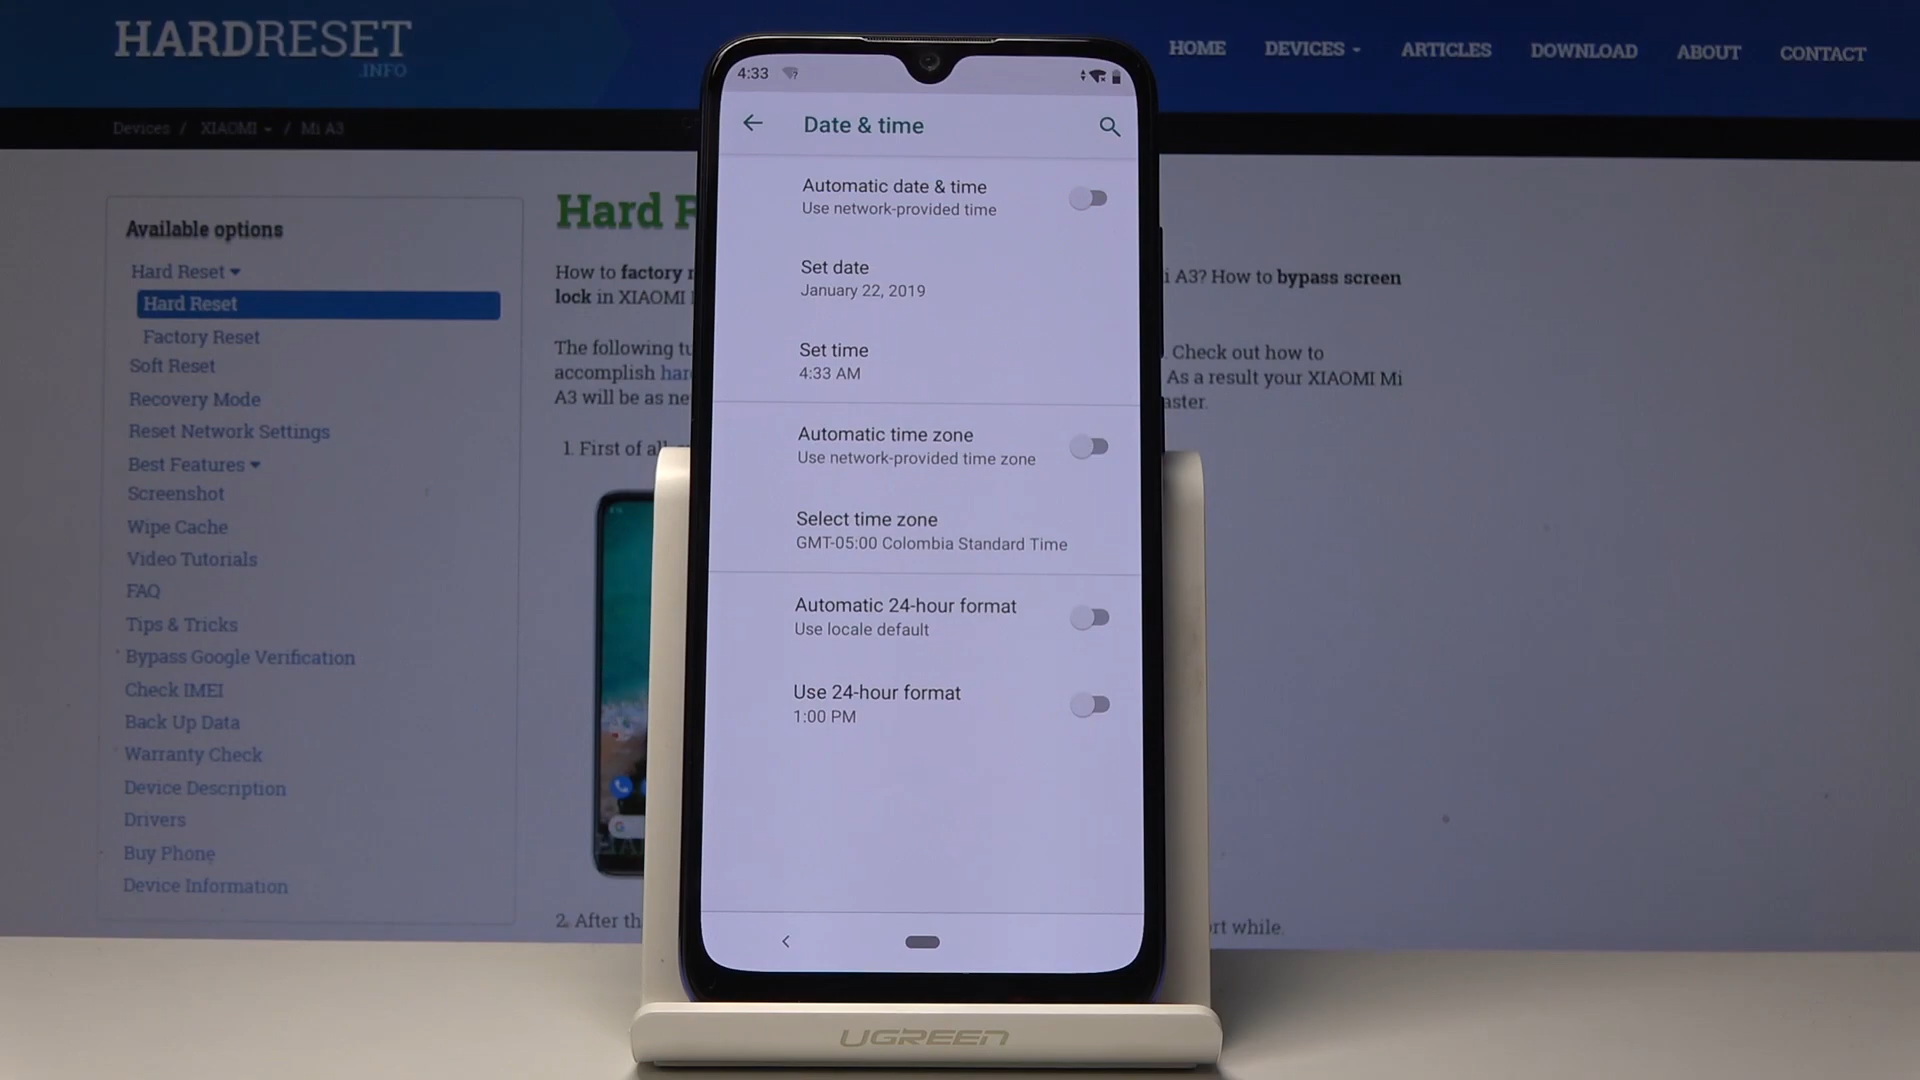 HARDRESET
.INFO
HOME DEVICES ARTICLES DOWNLOAD ABOUT CONTACT
Devices / XIAOMI / Mi A3
Available options
Hard Reset
Hard Reset
Factory Reset
Soft Reset
Recovery Mode
Reset Network Settings
Best Features
Screenshot
Wipe Cache
Video Tutorials
FAQ
Tips & Tricks
Bypass Google Verification
Check IMEI
Back Up Data
Warranty Check
Device Description
Drivers
Buy Phone
Device Information
Hard
How to factory
A3? How to bypass screen
lock in XIAOMI
The following
Check out how to
accomplish
As a result your XIAOMI Mi
A3 will be as
1. First of
2. After
while.
4:33
Date & time
Automatic date & time
Use network-provided time
Set date
January 22, 2019
Set time
4:33 AM
Automatic time zone
Use network-provided time zone
Select time zone
GMT-05:00 Colombia Standard Time
Automatic 24-hour format
Use locale default
Use 24-hour format
1:00 PM
UGREEN